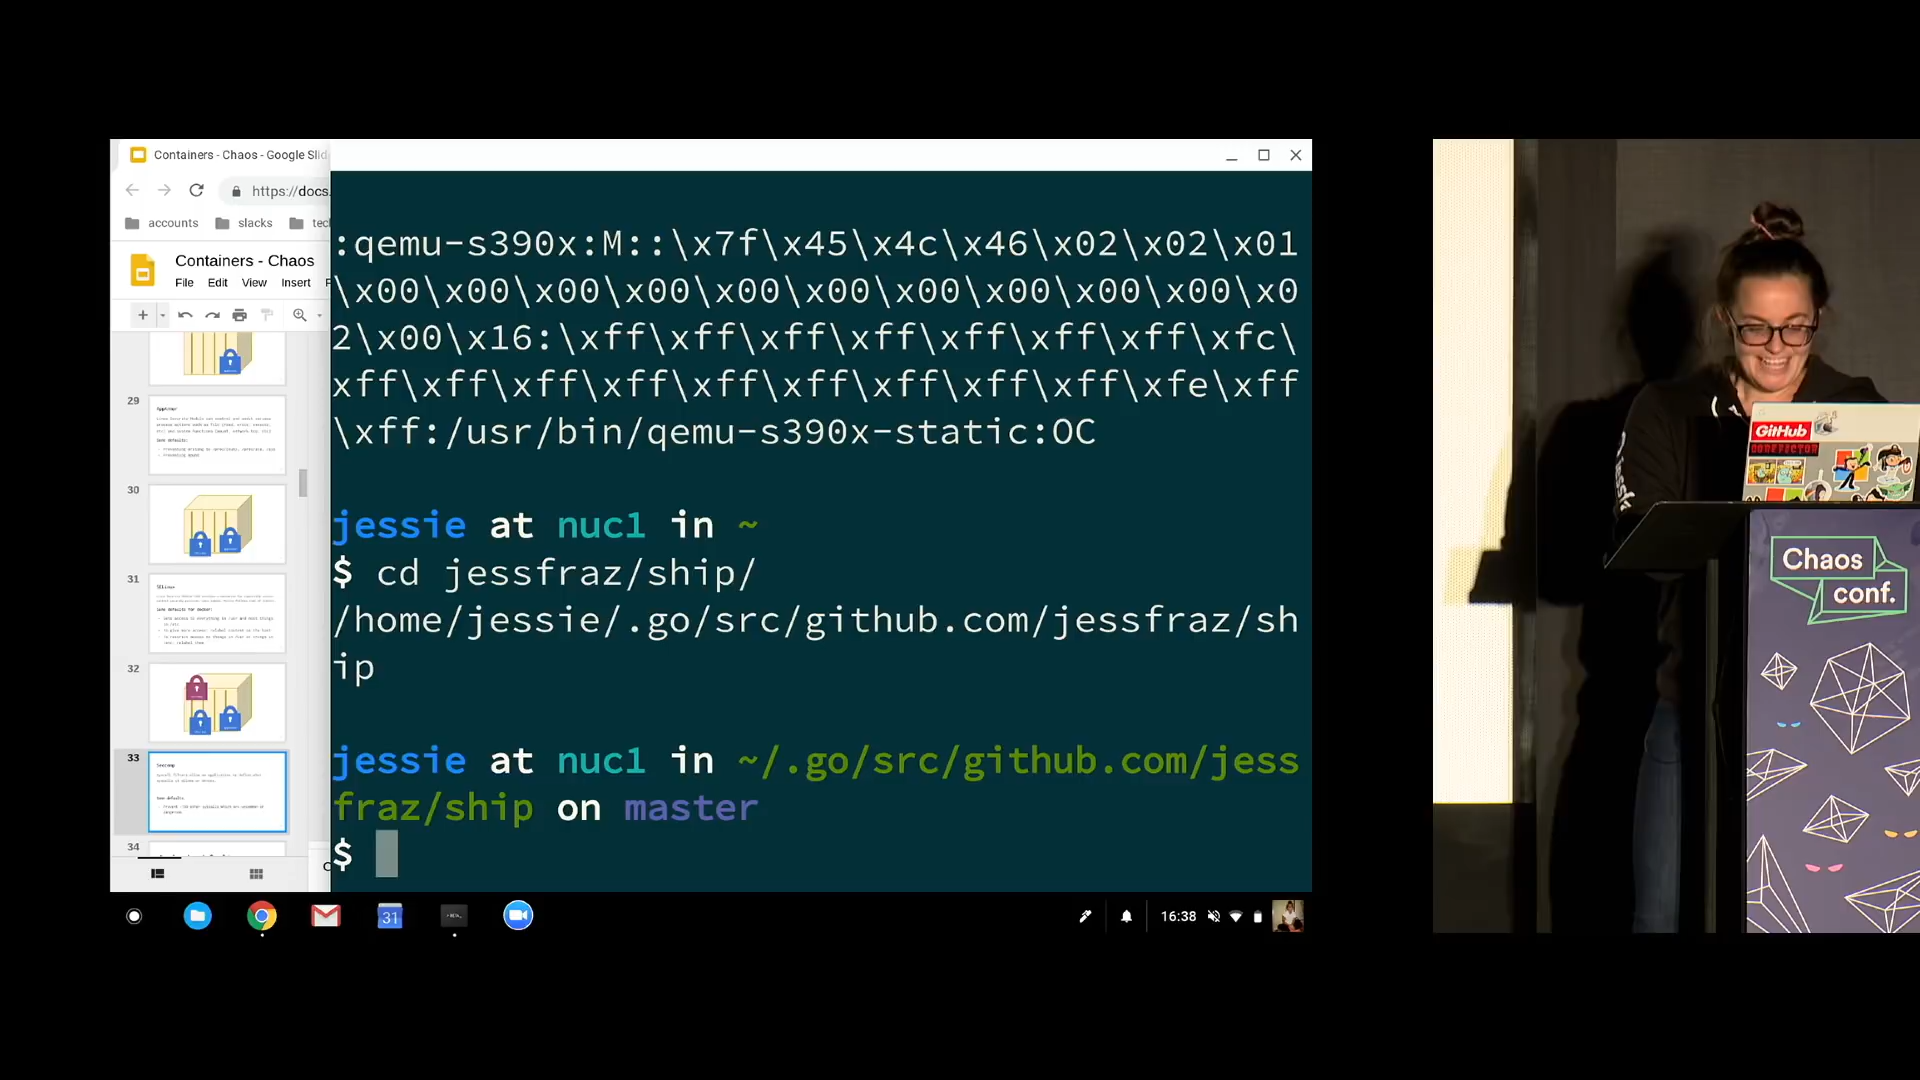 Containers - Chaos - Google Slid
https://docs.
accounts
slacks
tec
Containers - Chaos
File Edit View Insert F
29
30
31
32
33
34
:qemu-s390x:M::\x7f\x45\x4c\x46\x02\x02\x01
\x00\x00\x00\x00\x00\x00\x00\x00\x00\x00\x0
2\x00\x16:\xff\xff\xff\xff\xff\xff\xff\xfc\
xff\xff\xff\xff\xff\xff\xff\xff\xff\xfe\xff
\xff:/usr/bin/qemu-s390x-static:OC
jessie at nuc1 in ~
$ cd jessfraz/ship/
/home/jessie/.go/src/github.com/jessfraz/sh
ip
jessie at nuc1 in ~/.go/src/github.com/jess
fraz/ship on master
$
31
16:38
GitHub
Chaos
conf.